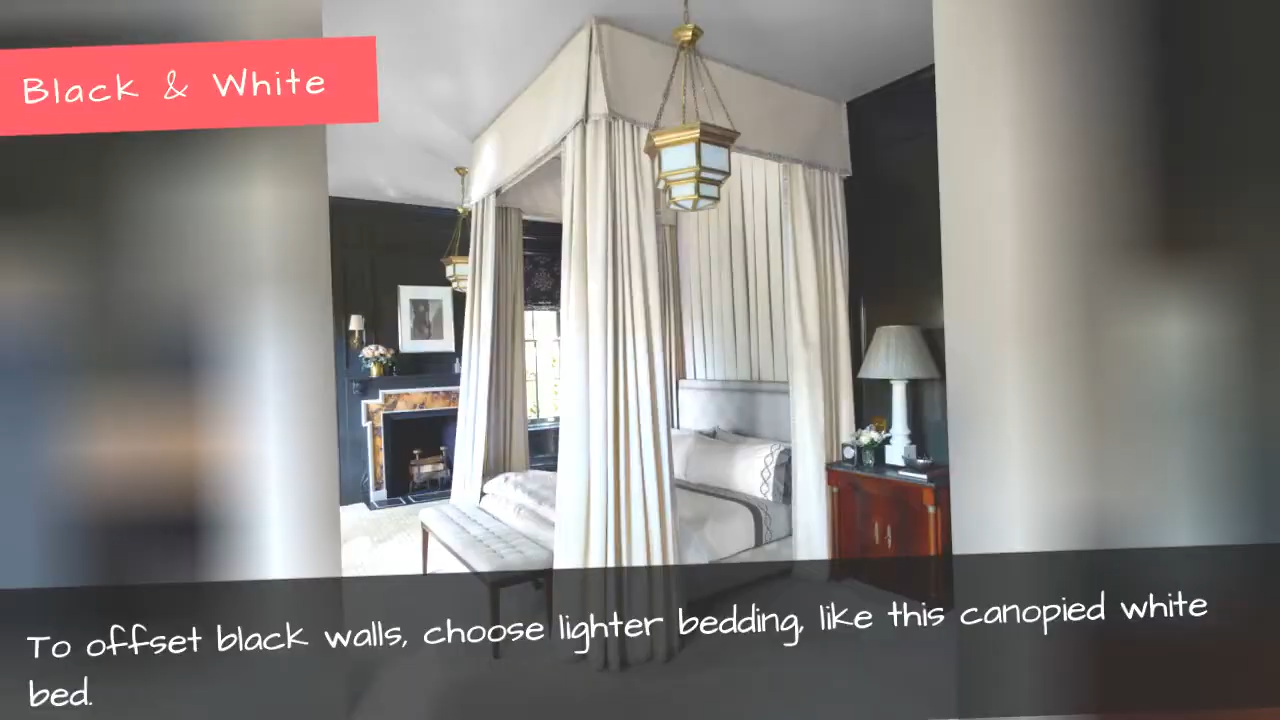 Black & White
To offset black walls, choose lighter bedding, like this canopied white
bed.